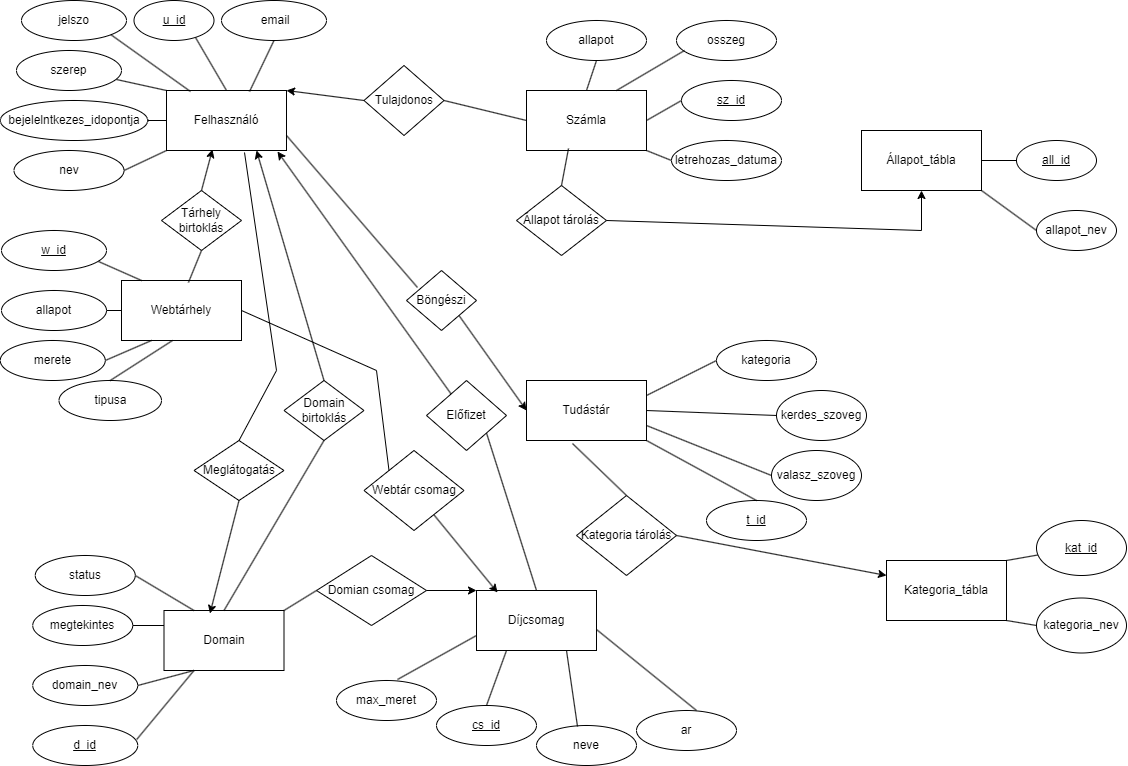 jelszo
u_id
email
allapot
osszeg
szerep
sz_id
Tulajdonos
bejelelntkezes_idopontja
Felhasználó
Számla
nev
letrehozas_datuma
Állapot_tábla
all_id
Tárhely
birtoklás
Állapot tárolás
allapot_nev
w_id
allapot
Webtárhely
Böngészi
merete
kategoria
tipusa
Domain
birtoklás
Előfizet
Tudástár
kerdes_szoveg
Meglátogatás
Webtár csomag
valasz_szoveg
t_id
Kategoria tárolás
kat_id
status
Domian csomag
Kategoria_tábla
megtekintes
Domain
Díjcsomag
kategoria_nev
domain_nev
max_meret
cs_id
ar
d_id
neve